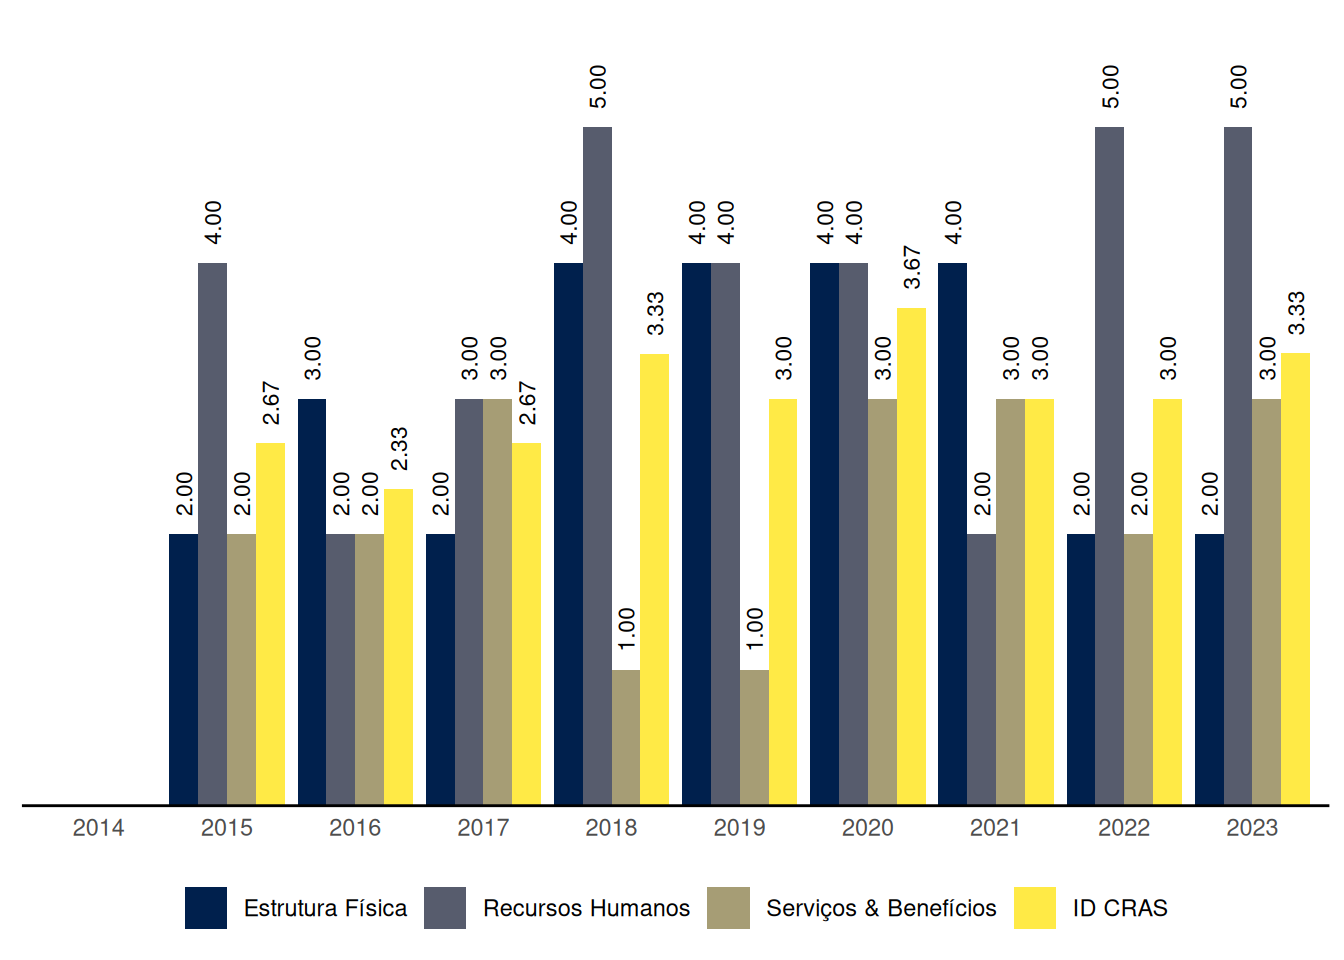 5.00 5.00 5.00
4.00 4.00 4.00 4.00 4.00 4.00 4.00
3.67
3.33 3.33
3.00 3.00 3.00 3.00 3.00 3.00 3.00 3.00 3.00
2.67 2.67
2.33
2.00 2.00 2.00 2.00 2.00 2.00 2.00 2.00 2.00
1.00 1.00
2014 2015 2016 2017 2018 2019 2020 2021 2022 2023
Estrutura Física Recursos Humanos Serviços & Benefícios ID CRAS